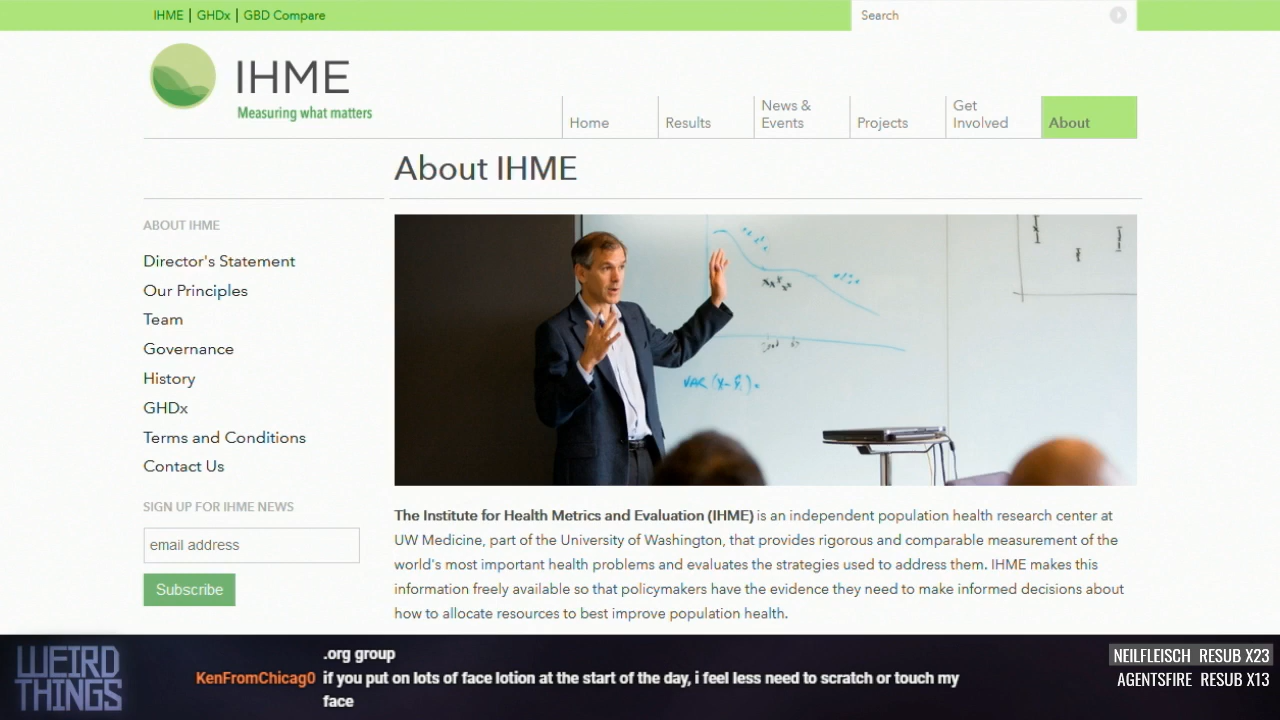 IHME | GHDx | GBD Compare
Search
IHME
Measuring what matters
Home
Results
News &
Events
Projects
Get
Involved
About
About IHME
ABOUT IHME
Director's Statement
Our Principles
Team
Governance
History
GHDx
Terms and Conditions
Contact Us
SIGN UP FOR IHME NEWS
email address
Subscribe
VAR
The Institute for Health Metrics and Evaluation (IHME) is an independent population health research center at
UW Medicine, part of the University of Washington, that provides rigorous and comparable measurement of the
world's most important health problems and evaluates the strategies used to address them. IHME makes this
information freely available so that policymakers have the evidence they need to make informed decisions about
how to allocate resources to best improve population health.
WEIRD
THINGS
.org group
KenFromChicag0 if you put on lots of face lotion at the start of the day, i feel less need to scratch or touch my
face
NEILFLEISCH RESUB X23
AGENTSFIRE RESUB X13